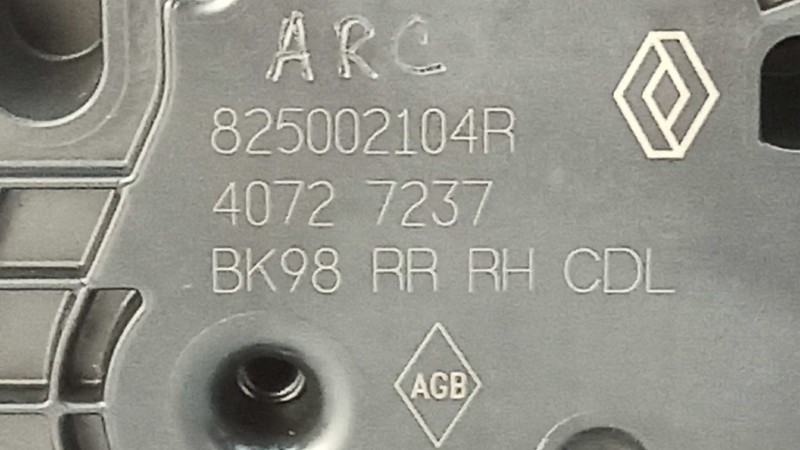 ARC
825002104R
4072 7237
BK98 RR RH CDL
AGB